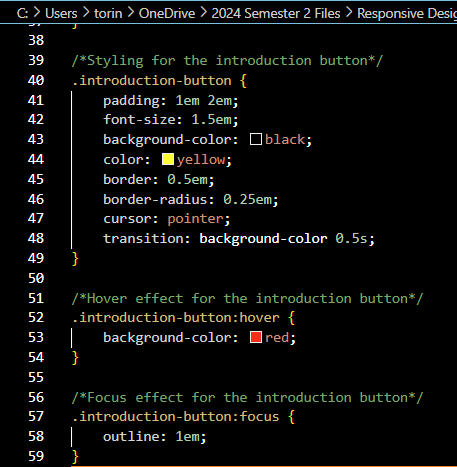 C: > Users > torin > OneDrive > 2024 Semester 2 Files > Responsive Desig
37 }
38
39 /*Styling for the introduction button*/
40 .introduction-button {
41 padding: 1em 2em;
42 font-size: 1.5em;
43 background-color: black;
44 color: yellow;
45 border: 0.5em;
46 border-radius: 0.25em;
47 cursor: pointer;
48 transition: background-color 0.5s;
49 }
50
51 /*Hover effect for the introduction button*/
52 .introduction-button:hover {
53 background-color: red;
54 }
55
56 /*Focus effect for the introduction button*/
57 .introduction-button:focus {
58 outline: 1em;
59 }